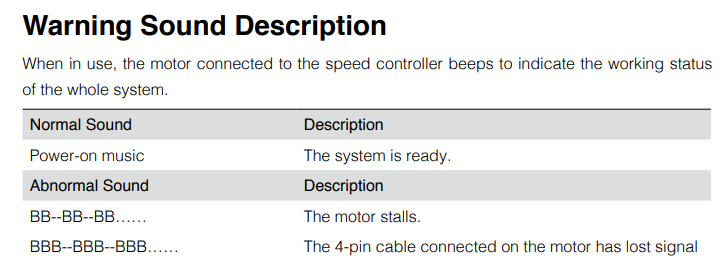 Warning Sound Description
When in use, the motor connected to the speed controller beeps to indicate the working status
of the whole system.
Normal Sound Description
Power-on music The system is ready.
Abnormal Sound Description
BB--BB--BB…… The motor stalls.
BBB--BBB--BBB…… The 4-pin cable connected on the motor has lost signal